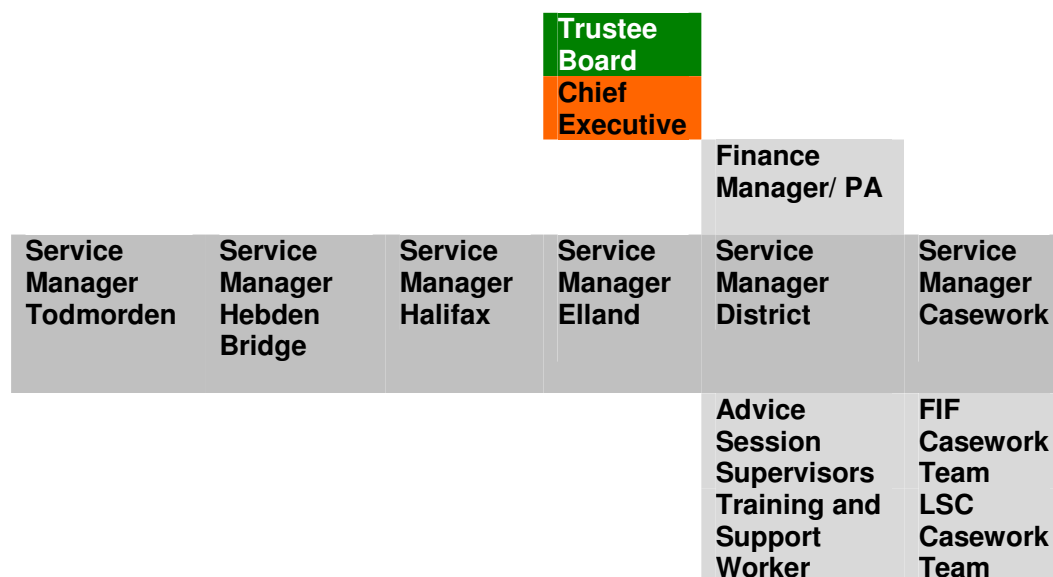 Trustee
Board
Chief
Executive
Finance
Manager/ PA
Service
Manager
Todmorden
Service
Manager
Hebden
Bridge
Service
Manager
Halifax
Service
Manager
Elland
Service
Manager
District
Service
Manager
Casework
Advice
Session
Supervisors
FIF
Casework
Team
Training and
Support
Worker
LSC
Casework
Team